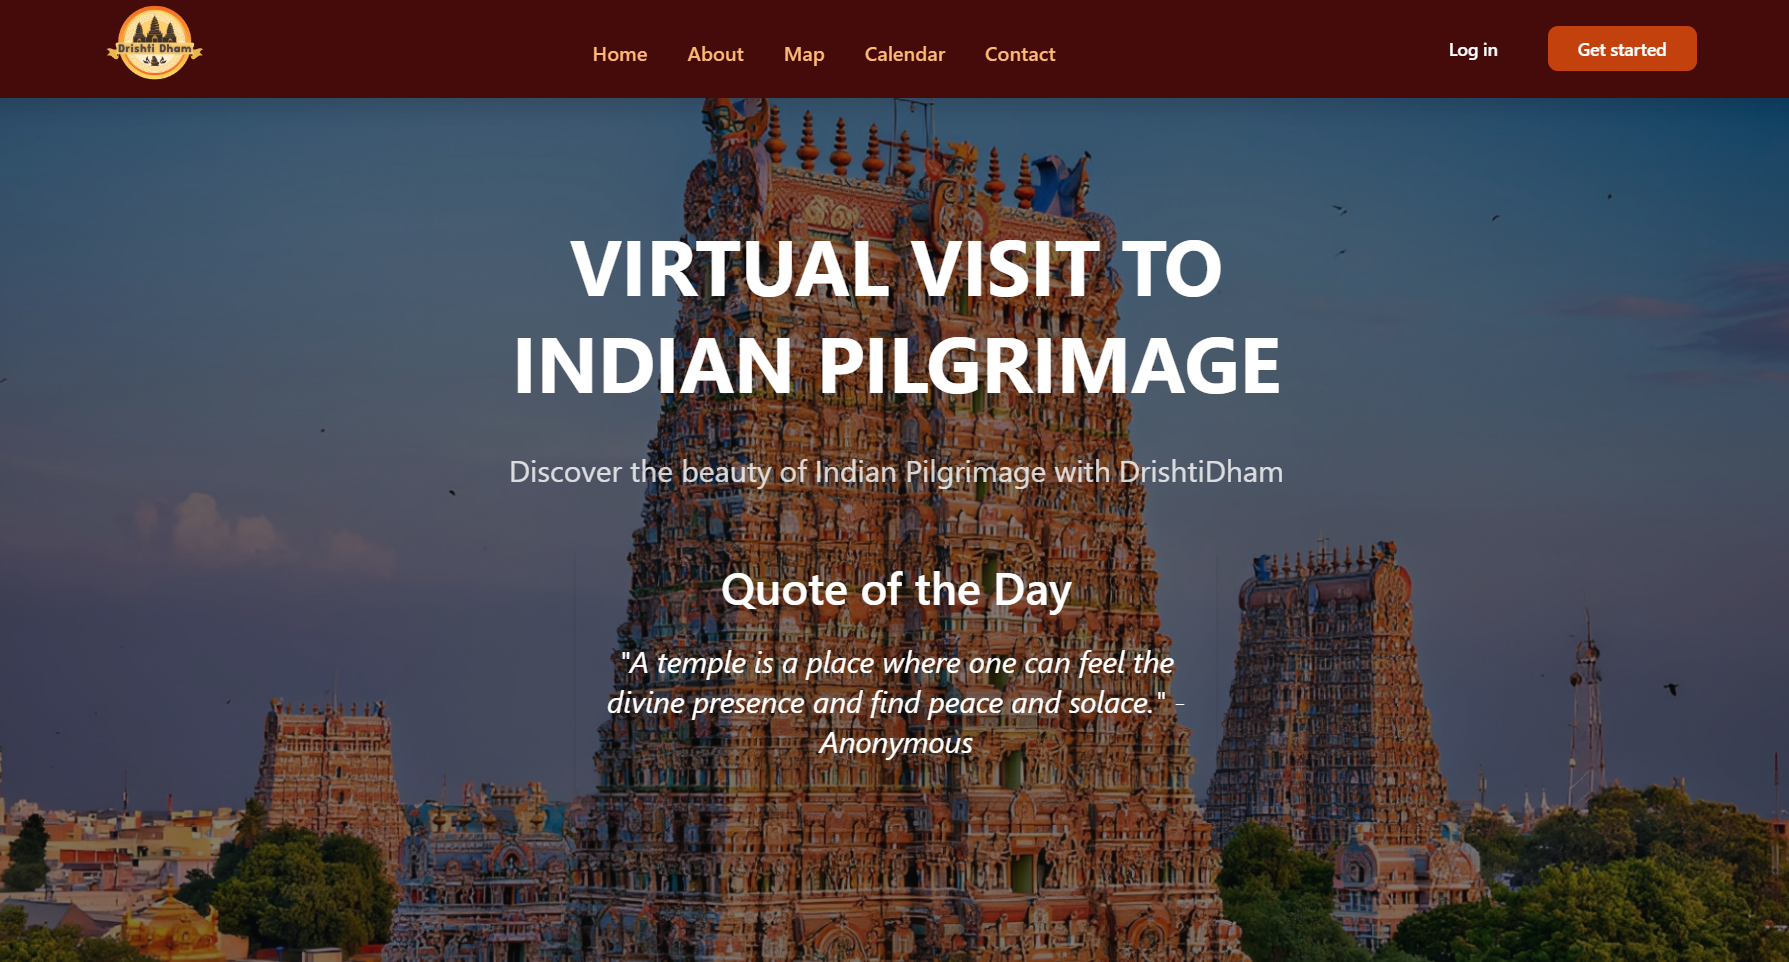 Drishti Dham
Home
About
Map
Calendar
Contact
Log in
Get started
VIRTUAL VISIT TO
INDIAN PILGRIMAGE
Discover the beauty of Indian Pilgrimage with DrishtiDham
Quote of the Day
"A temple is a place where one can feel the
divine presence and find peace and solace." -
Anonymous